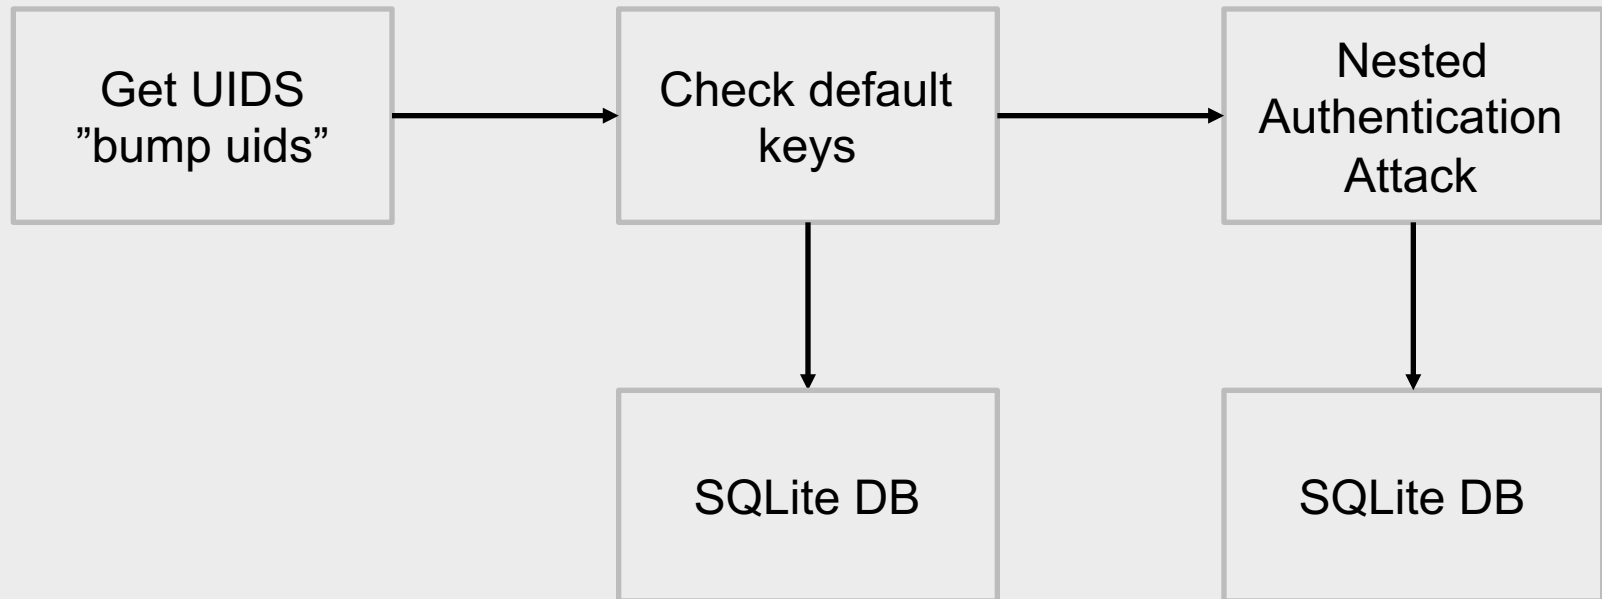 Get UIDS
”bump uids”
Check default
keys
Nested
Authentication
Attack
SQLite DB
SQLite DB